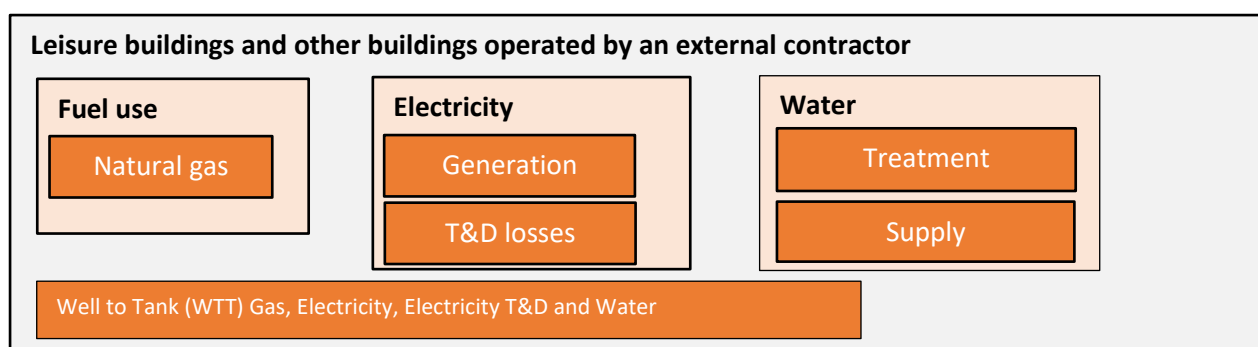 Leisure buildings and other buildings operated by an external contractor
Fuel use
Natural gas
Electricity
Generation
T&D losses
Water
Treatment
Supply
Well to Tank (WTT) Gas, Electricity, Electricity T&D and Water